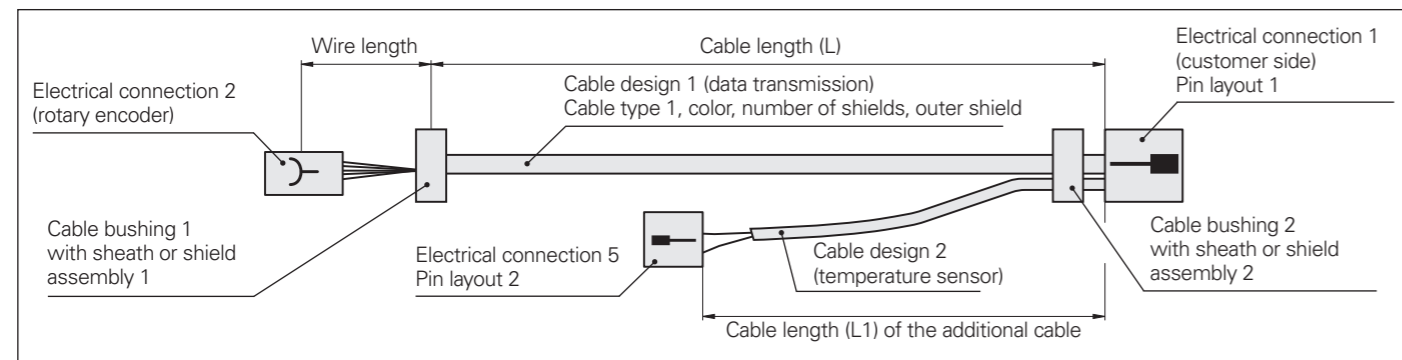 Wire length
Cable length (L)
Electrical connection 1
(customer side)
Pin layout 1
Electrical connection 2
(rotary encoder)
Cable design 1 (data transmission)
Cable type 1, color, number of shields, outer shield
Cable bushing 1
with sheath or shield
assembly 1
Electrical connection 5
Pin layout 2
Cable design 2
(temperature sensor)
Cable bushing 2
with sheath or shield
assembly 2
Cable length (L1) of the additional cable